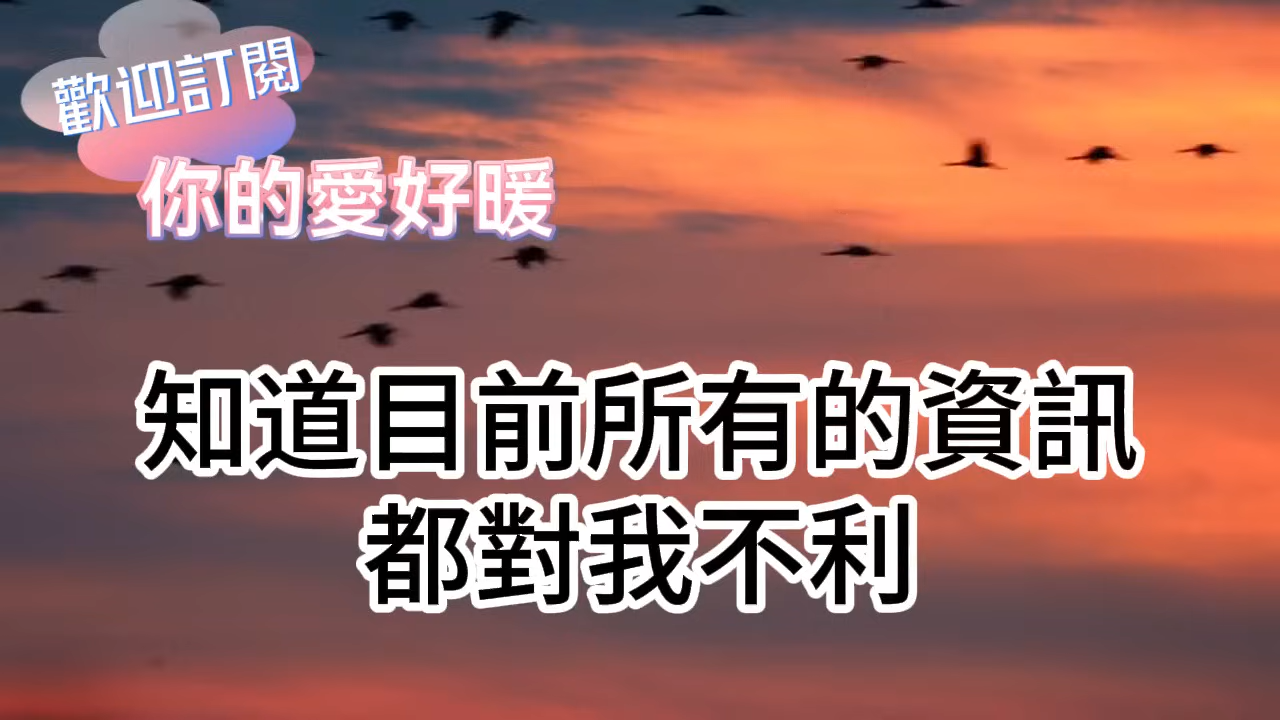 歡迎訂閱
你的愛好暖
知道目前所有的資訊
都對我不利